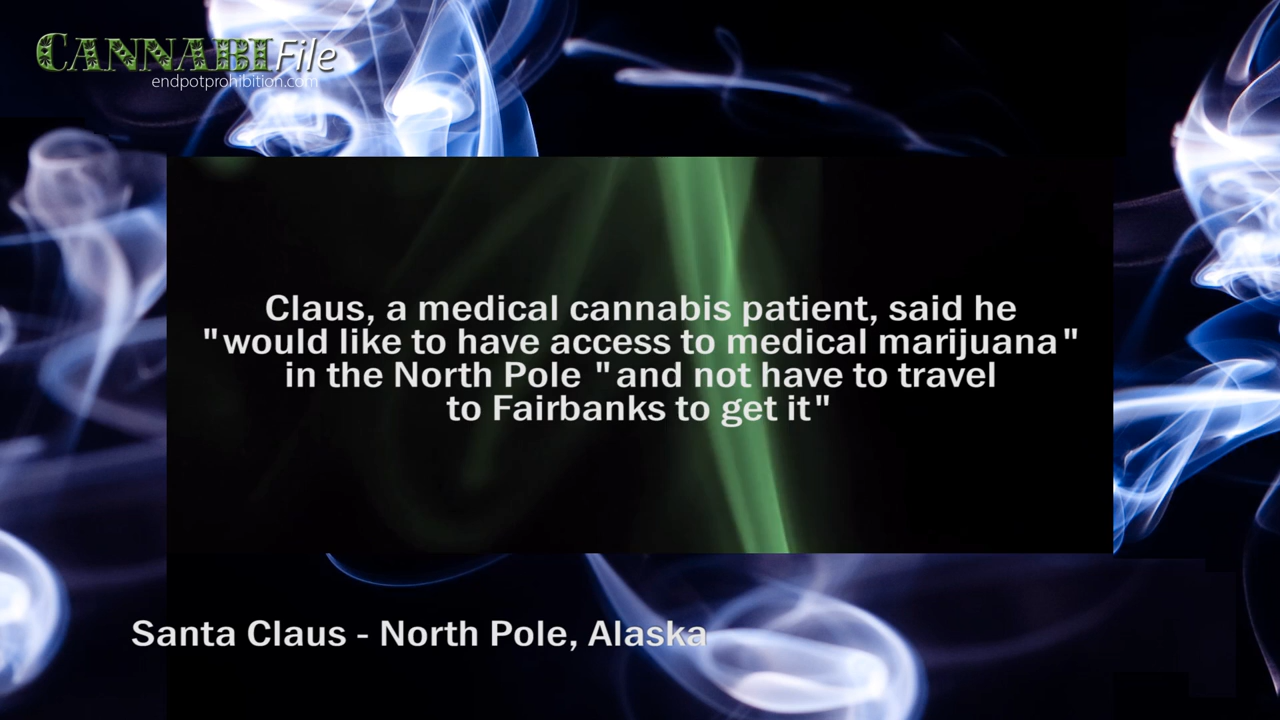 CANNABIFile
endpotprohibition.com
Claus, a medical cannabis patient, said he
"would like to have access to medical marijuana"
in the North Pole "and not have to travel
to Fairbanks to get it"
Santa Claus - North Pole, Alaska